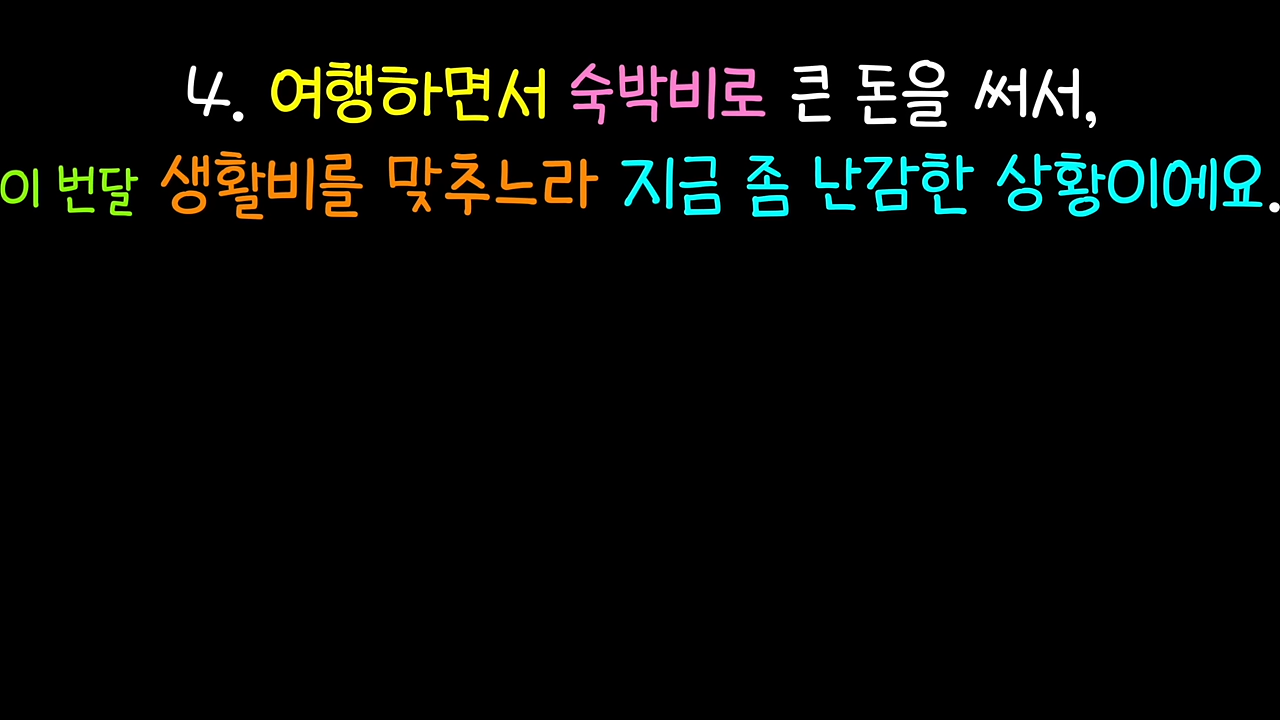 4. 여행하면서 숙박비로 큰 돈을 써서,
이 번달 생활비를 맞추느라 지금 좀 난감한 상황이에요.